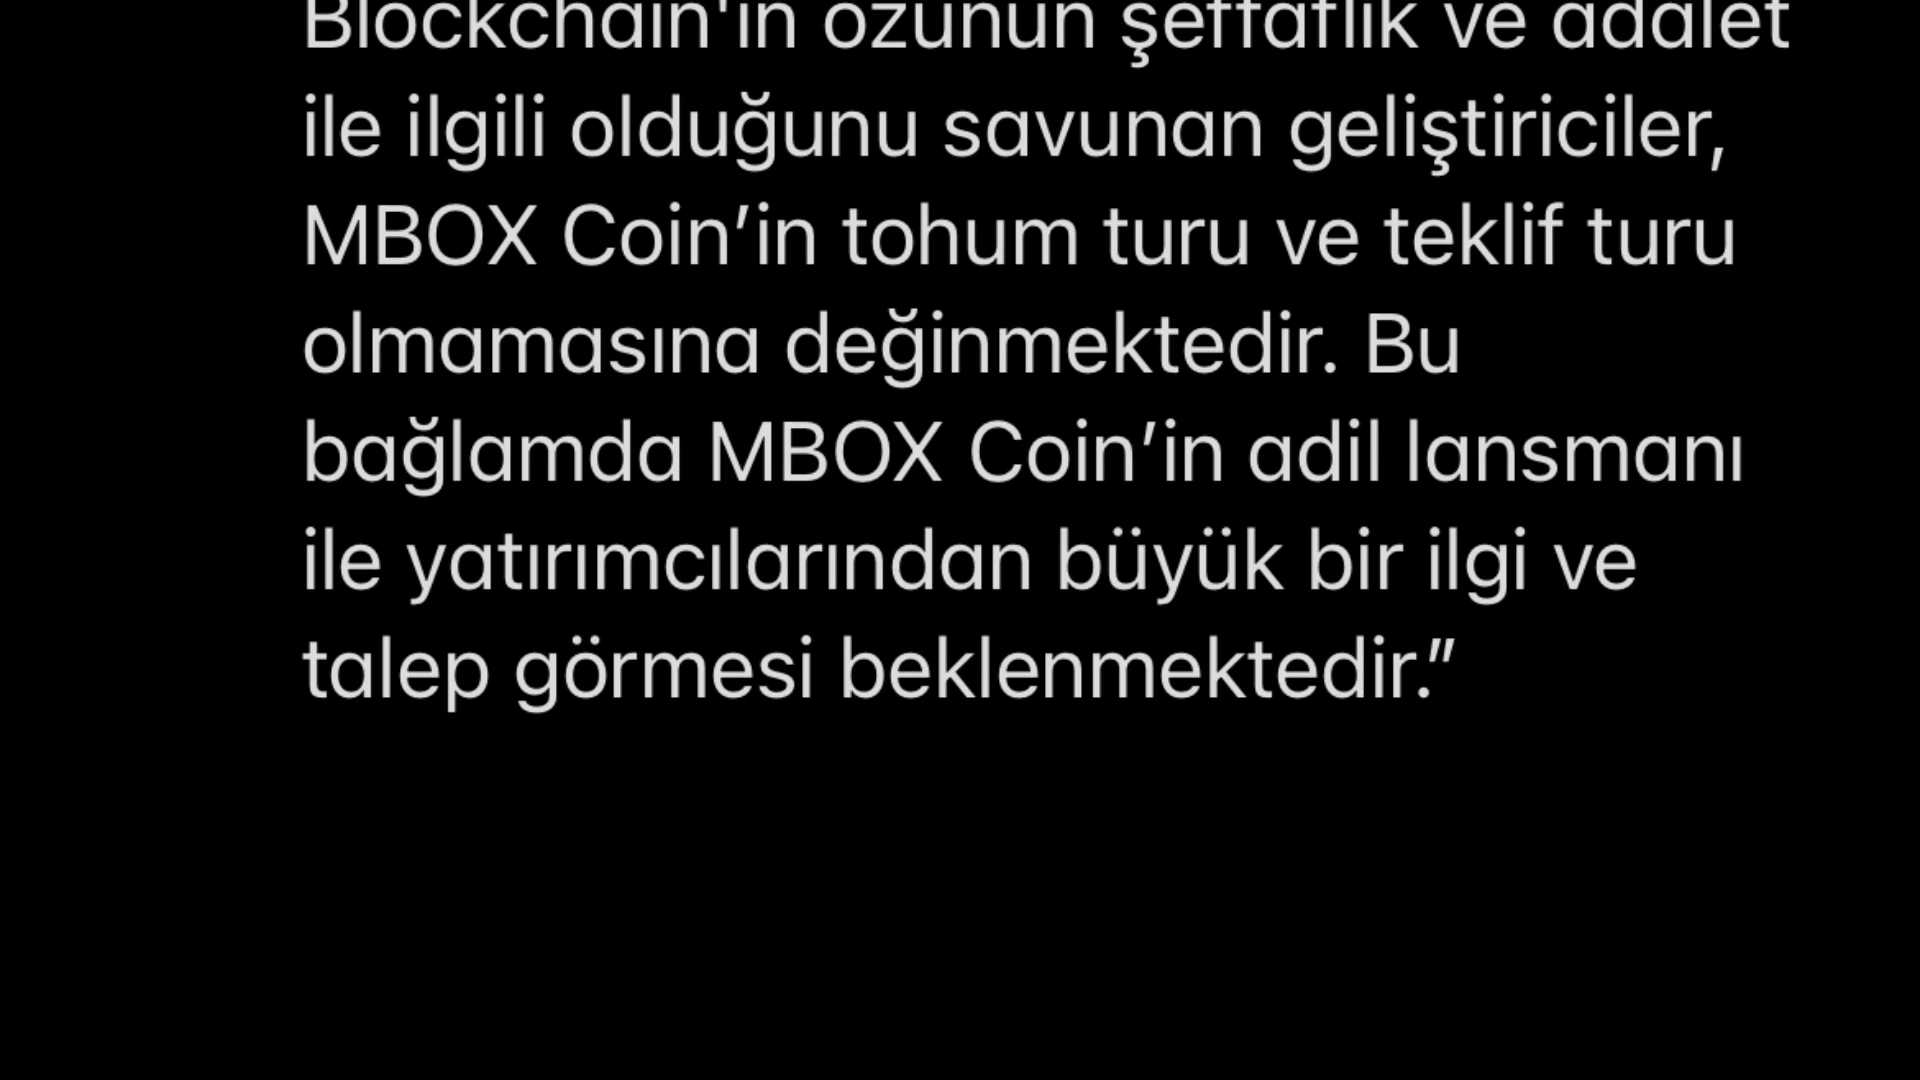 Blockchain'in özünün şeffaflık ve adalet
ile ilgili olduğunu savunan geliştiriciler,
MBOX Coin’in tohum turu ve teklif turu
olmamasına değinmektedir. Bu
bağlamda MBOX Coin’in adil lansmanı
ile yatırımcılarından büyük bir ilgi ve
talep görmesi beklenmektedir.”